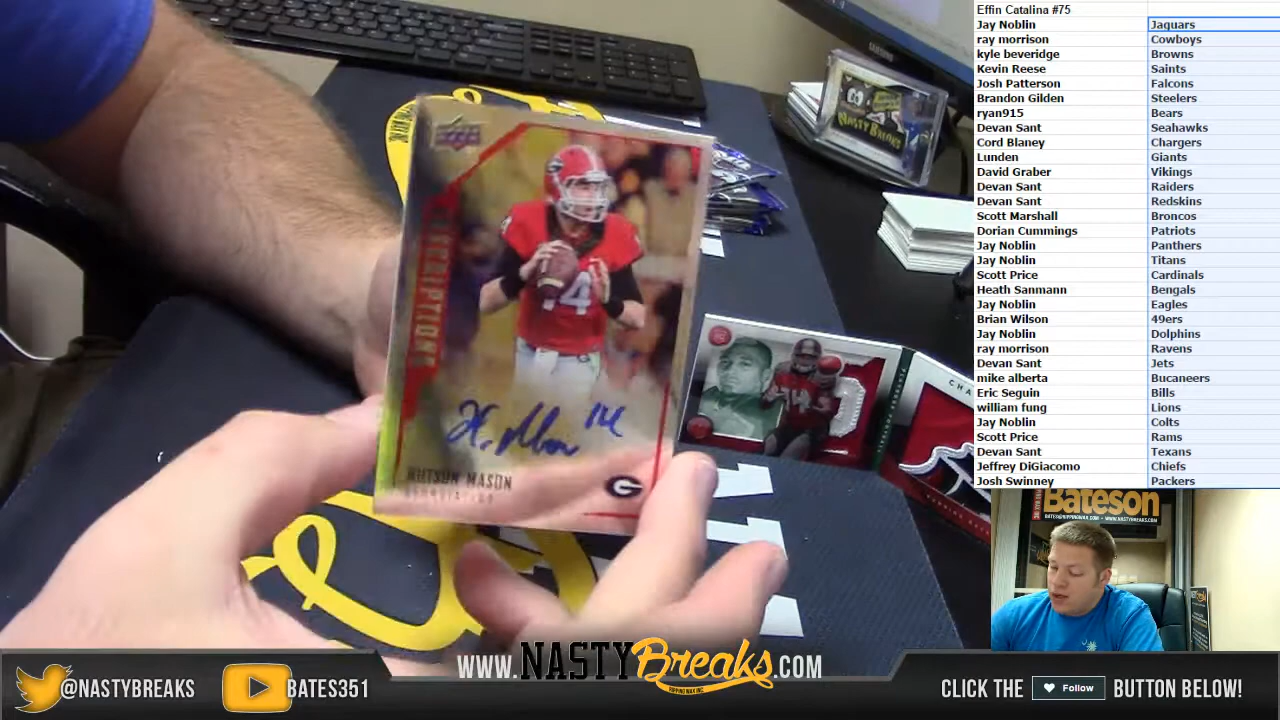 Effin Catalina #75
Jay Noblin Jaguars
ray morrison Cowboys
kyle beveridge Browns
Kevin Reese Saints
Josh Patterson Falcons
Brandon Gilden Steelers
ryan915 Bears
Devan Sant Seahawks
Cord Blaney Chargers
Lunden Giants
David Graber Vikings
Devan Sant Raiders
Devan Sant Redskins
Scott Marshall Broncos
Dorian Cummings Patriots
Jay Noblin Panthers
Jay Noblin Titans
Scott Price Cardinals
Heath Sanmann Bengals
Jay Noblin Eagles
Brian Wilson 49ers
Jay Noblin Dolphins
ray morrison Ravens
Devan Sant Jets
mike alberta Bucaneers
Eric Seguin Bills
william fung Lions
Jay Noblin Colts
Scott Price Rams
Devan Sant Texans
Jeffrey DiGiacomo Chiefs
Josh Swinney Packers
NASTY BREAKS
INSCRIPTIONS
14
HUTSON MASON
G
Bateson
WWW.NASTYBreaks.COM
@NASTYBREAKS
BATES351
CLICK THE Follow BUTTON BELOW!